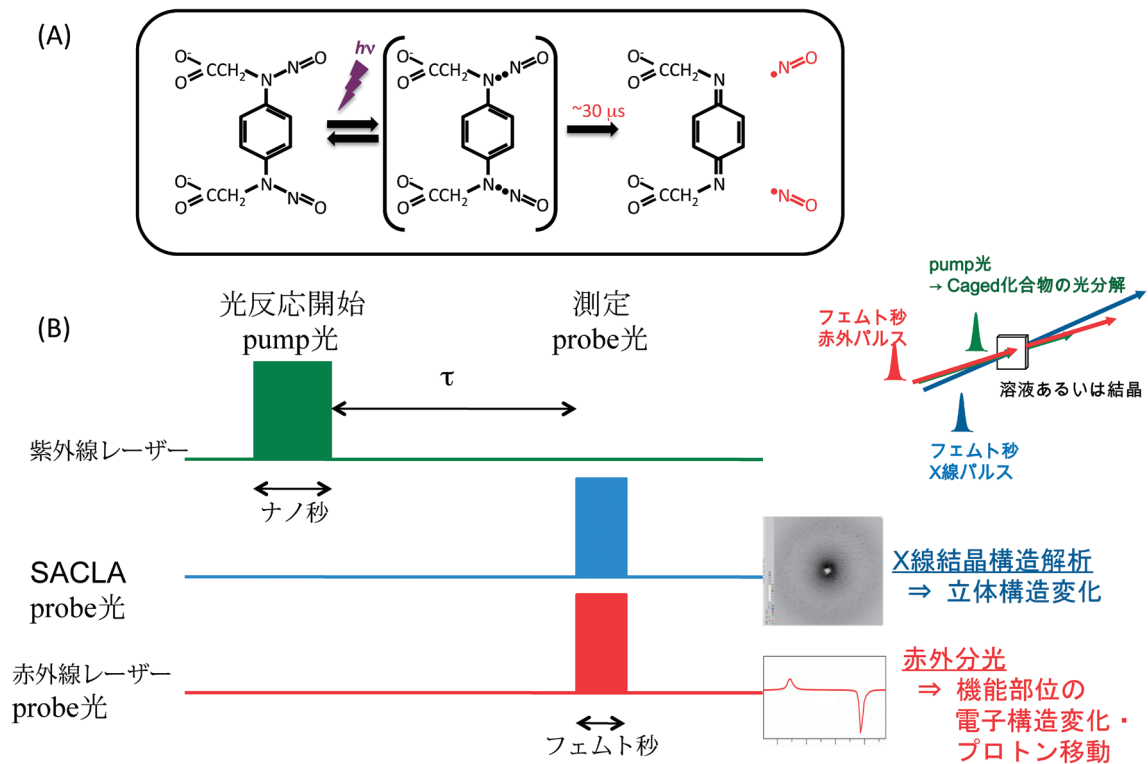 (A)
hν
O-
O
CCH2
N
N
O
O-
O
CCH2
N
N
O
O-
O
CCH2
N••N
O
O-
O
CCH2
N••N
O
~30 μs
O-
O
CCH2
N
•N
O
O-
O
CCH2
N
•N
O
(B)
光反応開始
pump光
測定
probe光
τ
紫外線レーザー
ナノ秒
SACLA
probe光
赤外線レーザー
probe光
フェムト秒
pump光
→ Caged化合物の光分解
フェムト秒
赤外パルス
溶液あるいは結晶
フェムト秒
X線パルス
X線結晶構造解析
⇒ 立体構造変化
赤外分光
⇒ 機能部位の
電子構造変化・
プロトン移動